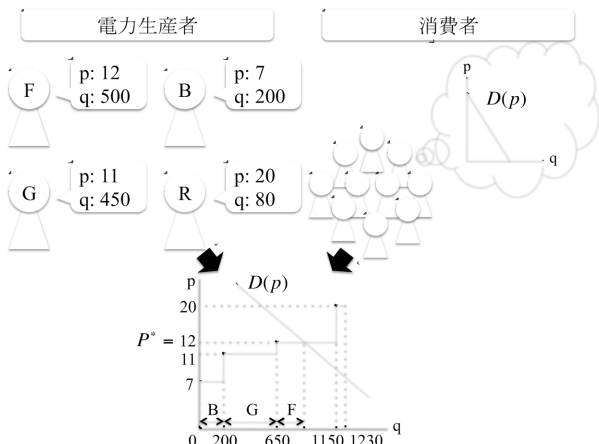 電力生産者
消費者
F
p: 12
q: 500
B
p: 7
q: 200
G
p: 11
q: 450
R
p: 20
q: 80
p
D(p)
q
p
D(p)
20
P* = 12
11
7
B
G
F
q
0
200
650
1150
1230